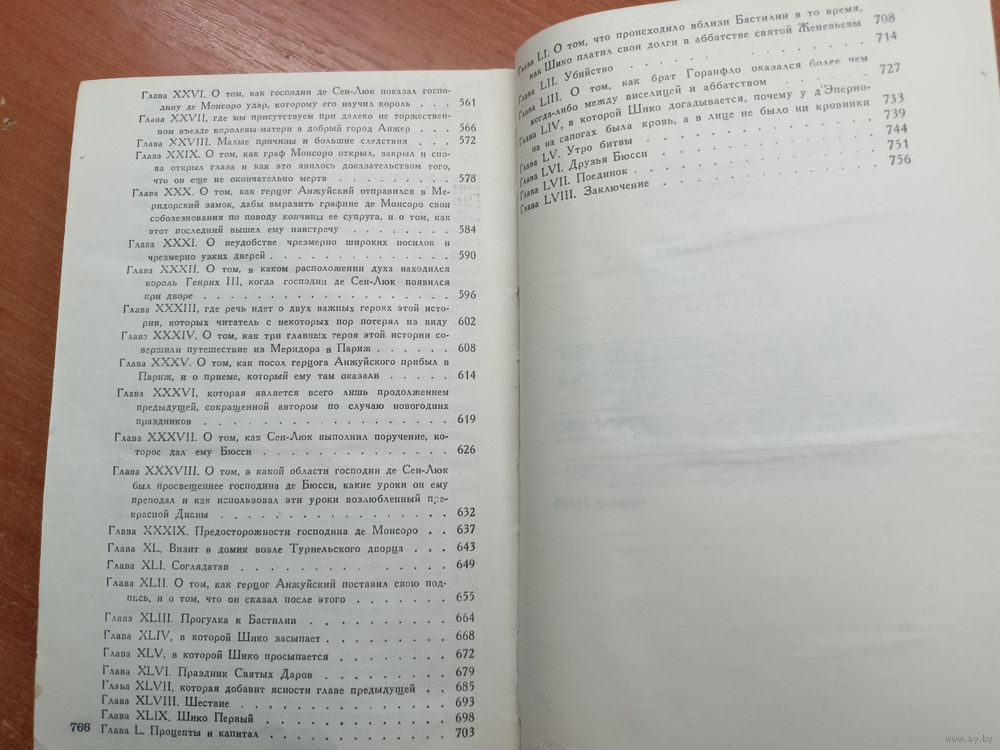 Глава XXVI. О том, как господин де Сен-Люк показал госпо-
дину де Монсоро удар, которому его научил король . . . 561
Глава XXVII, где мы присутствуем при далеко не торжествен-
ном въезде королевы-матери в добрый город Анжер . . 566
Глава XXVIII. Малые причины и большие следствия . . . 572
Глава XXIX. О том, как граф Монсоро открыл, закрыл и сно-
ва открыл глаза и как это явилось доказательством того,
что он еще не окончательно мертв . . . . . . . . 578
Глава XXX. О том, как герцог Анжуйский отправился в Ме-
ридорский замок, дабы выразить графине де Монсоро свои
соболезнования по поводу кончины ее супруга, и о том, как
этот последний вышел ему навстречу . . . . . . . 584
Глава XXXI. О неудобстве чрезмерно широких носилок и
чрезмерно узких дверей . . . . . . . . . . . . 590
Глава XXXII. О том, в каком расположении духа находился
король Генрих III, когда господин де Сен-Люк появился
при дворе . . . . . . . . . . . . . . . . 596
Глава XXXIII, где речь идет о двух важных героях этой исто-
рии, которых читатель с некоторых пор потерял из виду 602
Глава XXXIV. О том, как три главных героя этой истории со-
вершили путешествие из Меридора в Париж . . . . . . 608
Глава XXXV. О том, как посол герцога Анжуйского прибыл в
Париж, и о приеме, который ему там оказали . . . . . 614
Глава XXXVI, которая является всего лишь продолжением
предыдущей, сокращенной автором по случаю новогодних
праздников . . . . . . . . . . . . . . . . 619
Глава XXXVII. О том, как Сен-Люк выполнил поручение, ко-
торое дал ему Бюсси . . . . . . . . . . . . . 626
Глава XXXVIII. О том, в какой области господин де Сен-Люк
был просвещеннее господина де Бюсси, какие уроки он ему
преподал и как использовал эти уроки возлюбленный пре-
красной Дианы . . . . . . . . . . . . . . . 632
Глава XXXIX. Предосторожности господина де Монсоро . . 637
Глава XL. Визит в домик возле Турнельского дворца . . . 643
Глава XLI. Соглядатаи . . . . . . . . . . . . . 649
Глава XLII. О том, как герцог Анжуйский поставил свою под-
пись, и о том, что он сказал после этого . . . . . . . 655
Глава XLIII. Прогулка к Бастилии . . . . . . . . . 664
Глава XLIV, в которой Шико засыпает . . . . . . . . 668
Глава XLV, в которой Шико просыпается . . . . . . . 672
Глава XLVI. Праздник Святых Даров . . . . . . . . 679
Глава XLVII, которая добавит ясности главе предыдущей . . 685
Глава XLVIII. Шествие . . . . . . . . . . . . . 693
Глава XLIX. Шико Первый . . . . . . . . . . . . 698
Глава L. Проценты и капитал . . . . . . . . . . . 703
766
Глава LI. О том, что происходило вблизи Бастилии в то время,
как Шико платил свои долги в аббатстве святой Женевьевы 708
Глава LII. Убийство . . . . . . . . . . . . . . 714
Глава LIII. О том, как брат Горанфло оказался более чем
когда-либо между виселицей и аббатством . . . . . . 727
Глава LIV, в которой Шико догадывается, почему у д'Эперно-
на на сапогах была кровь, а в лице не было ни кровинки 733
Глава LV. Утро битвы . . . . . . . . . . . . . 739
Глава LVI. Друзья Бюсси . . . . . . . . . . . . 744
Глава LVII. Поединок . . . . . . . . . . . . . 751
Глава LVIII. Заключение . . . . . . . . . . . . 756
www.ay.by